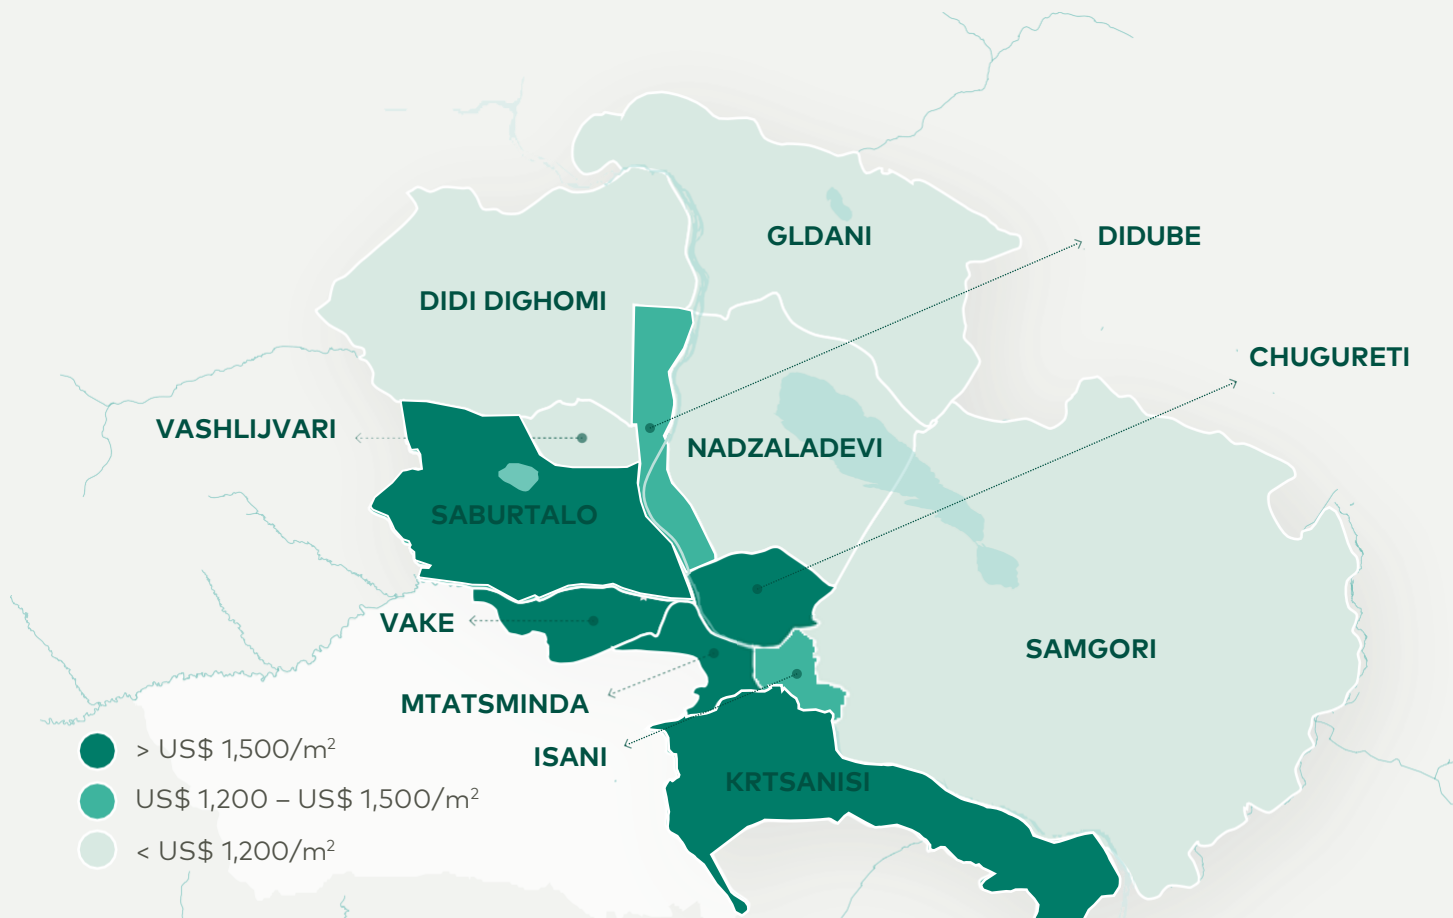 GLDANI
DIDUBE
DIDI DIGHOMI
CHUGURETI
VASHLIJVARI
NADZALADEVI
SABURTALO
VAKE
SAMGORI
MTATSMINDA
ISANI
KRTSANISI
> US$ 1,500/m²
US$ 1,200 – US$ 1,500/m²
< US$ 1,200/m²